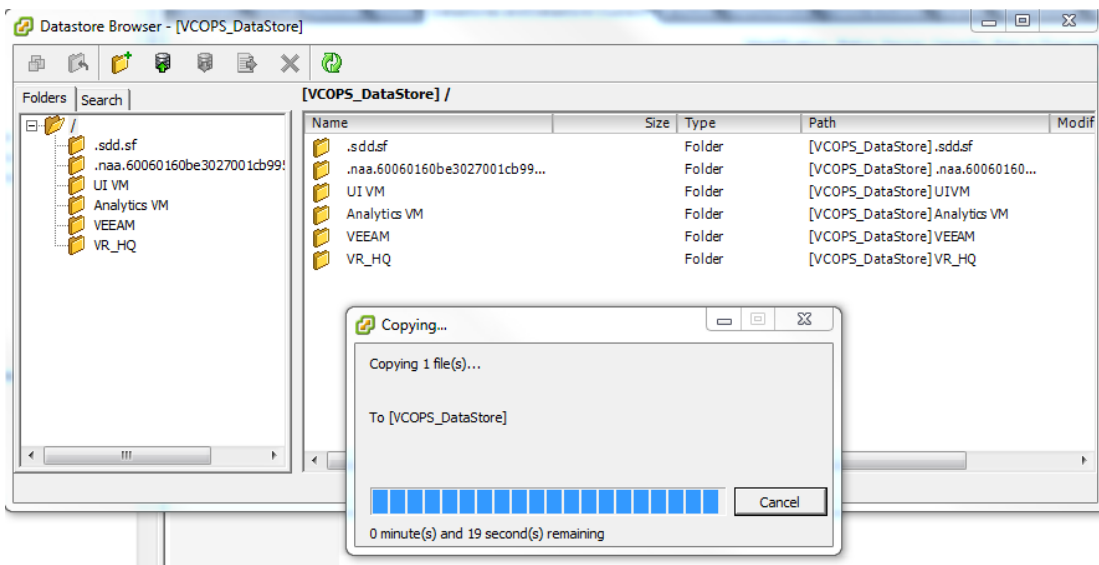 Datastore Browser - [VCOPS_DataStore]
Folders Search
[VCOPS_DataStore] /
/
.sdd.sf
.naa.60060160be3027001cb99
UI VM
Analytics VM
VEEAM
VR_HQ
Name Size Type Path Modif
.sdd.sf Folder [VCOPS_DataStore] .sdd.sf
.naa.60060160be3027001cb99... Folder [VCOPS_DataStore] .naa.60060160...
UI VM Folder [VCOPS_DataStore] UI VM
Analytics VM Folder [VCOPS_DataStore] Analytics VM
VEEAM Folder [VCOPS_DataStore] VEEAM
VR_HQ Folder [VCOPS_DataStore] VR_HQ
Copying...
Copying 1 file(s)...
To [VCOPS_DataStore]
Cancel
0 minute(s) and 19 second(s) remaining